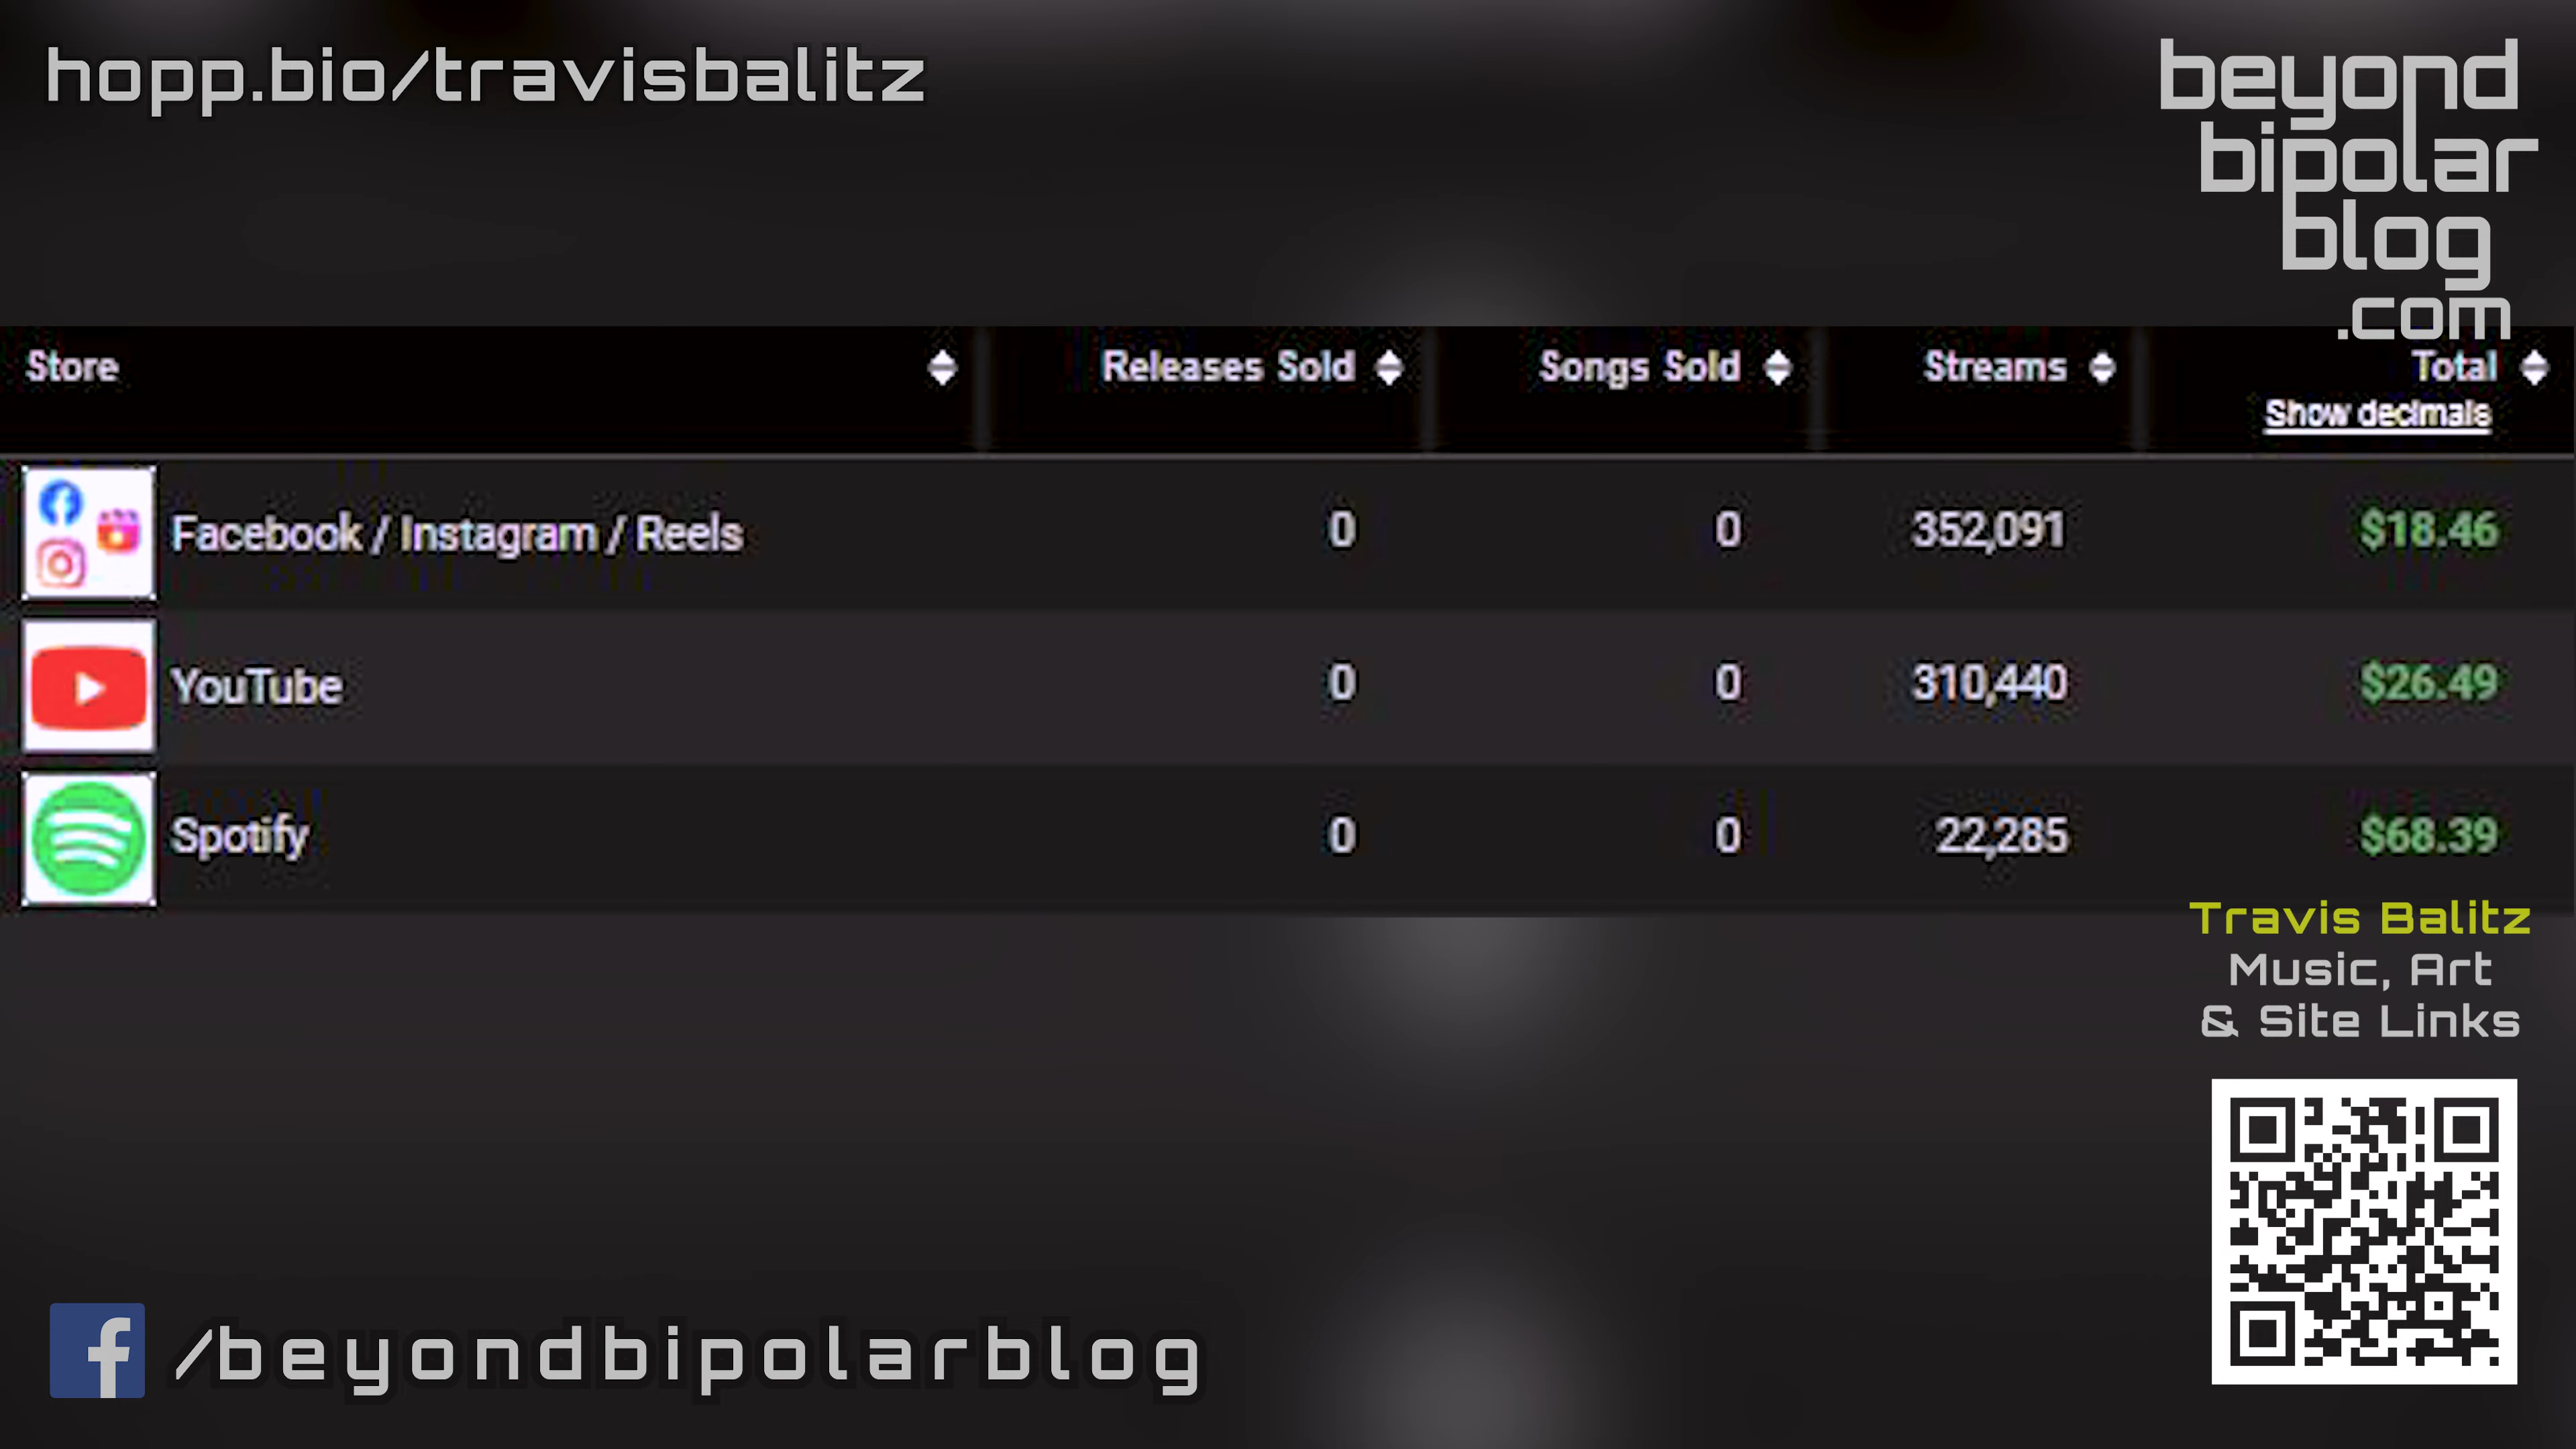 hopp.bio/travisbalitz
beyond
bipolar
blog
.com
Store Releases Sold Songs Sold Streams Total
Show decimals
Facebook / Instagram / Reels 0 0 352,091 $18.46
YouTube 0 0 310,440 $26.49
Spotify 0 0 22,285 $68.39
Travis Balitz
Music, Art
& Site Links
f /beyondbipolarblog